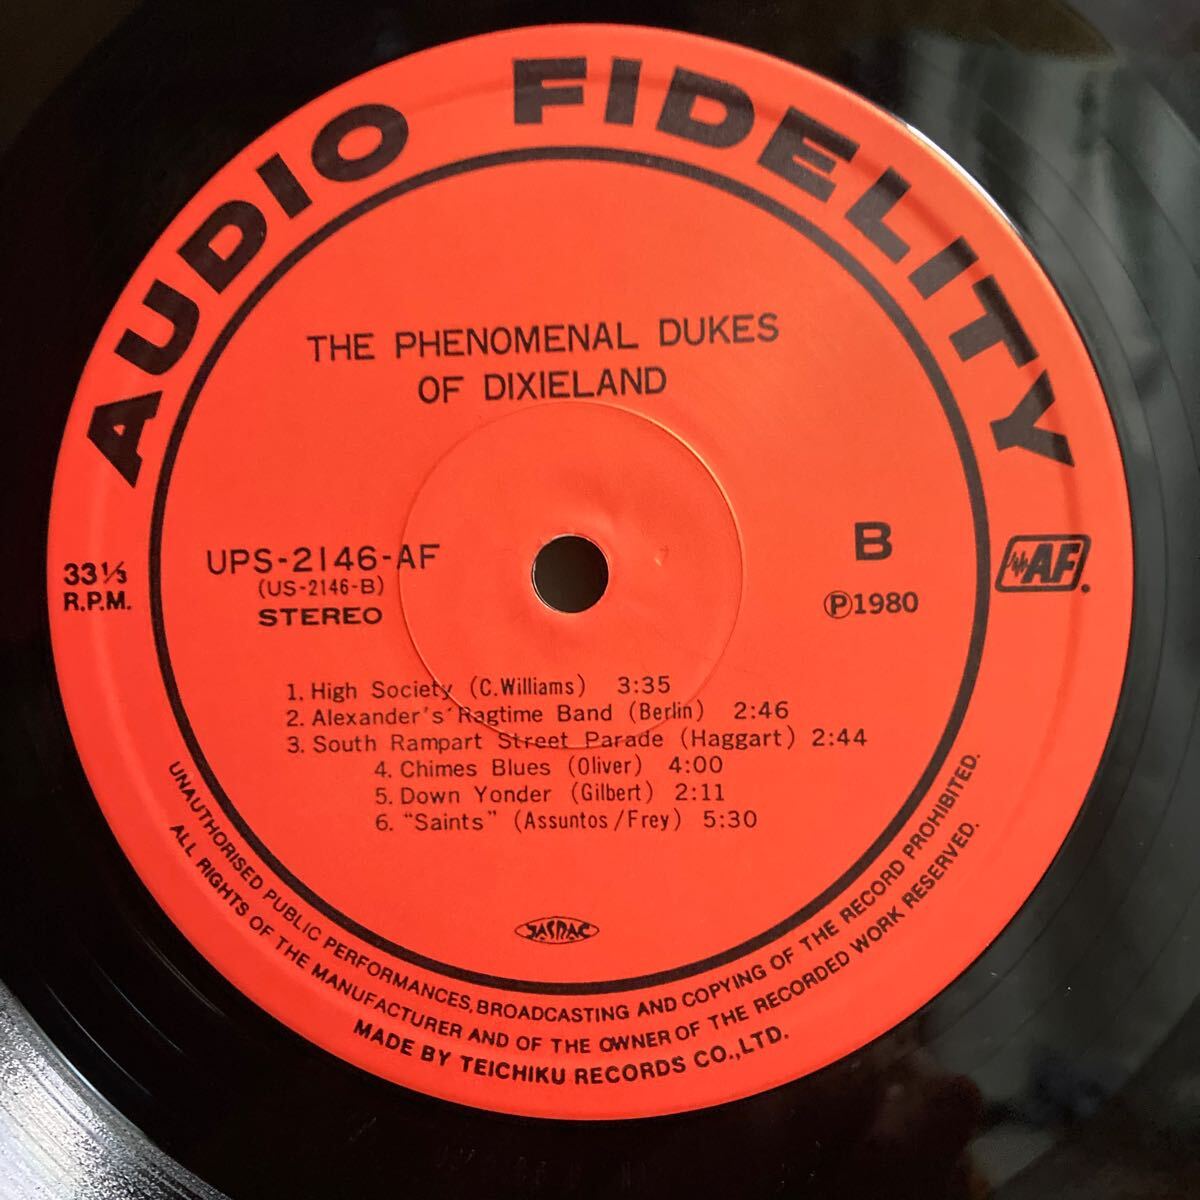 AUDIO FIDELITY
THE PHENOMENAL DUKES
OF DIXIELAND
33⅓
R.P.M.
UPS-2146-AF
(US-2146-B)
STEREO
B
Ⓟ1980
AF
1. High Society (C.Williams) 3:35
2. Alexander's Ragtime Band (Berlin) 2:46
3. South Rampart Street Parade (Haggart) 2:44
4. Chimes Blues (Oliver) 4:00
5. Down Yonder (Gilbert) 2:11
6. "Saints" (Assuntos/Frey) 5:30
JASRAC
UNAUTHORISED PUBLIC PERFORMANCES, BROADCASTING AND COPYING OF THE RECORD PROHIBITED.
ALL RIGHTS OF THE MANUFACTURER AND OF THE OWNER OF THE RECORDED WORK RESERVED.
MADE BY TEICHIKU RECORDS CO.,LTD.